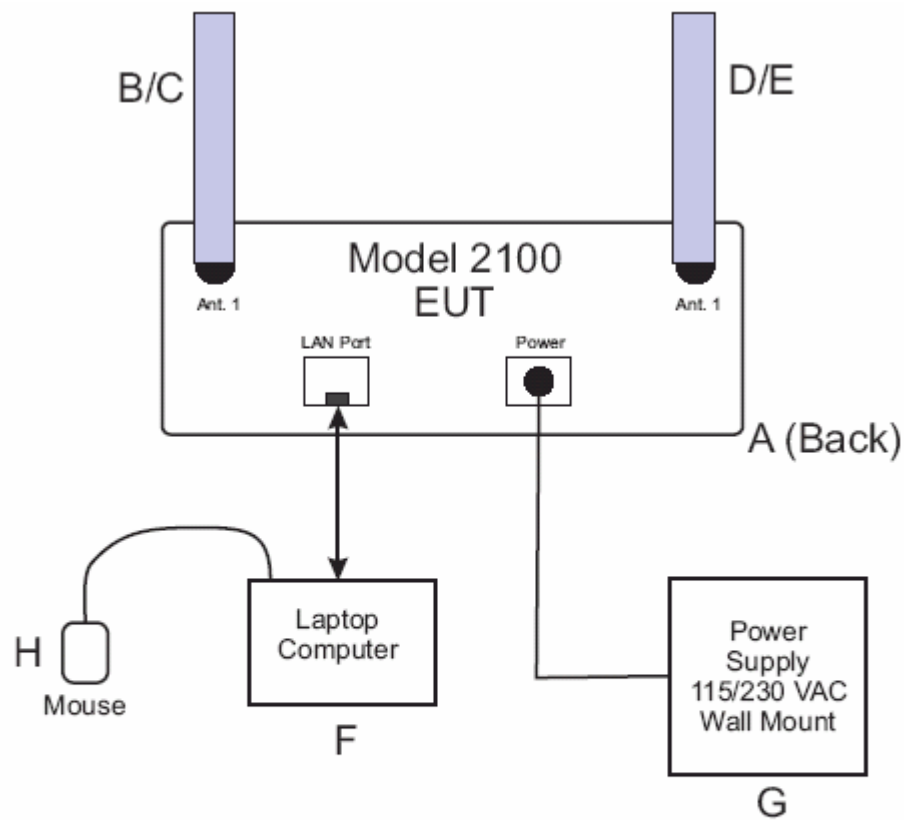 B/C
D/E
Model 2100
EUT
Ant. 1
Ant. 1
LAN Port
Power
A (Back)
Laptop
Computer
H
Mouse
F
Power
Supply
115/230 VAC
Wall Mount
G